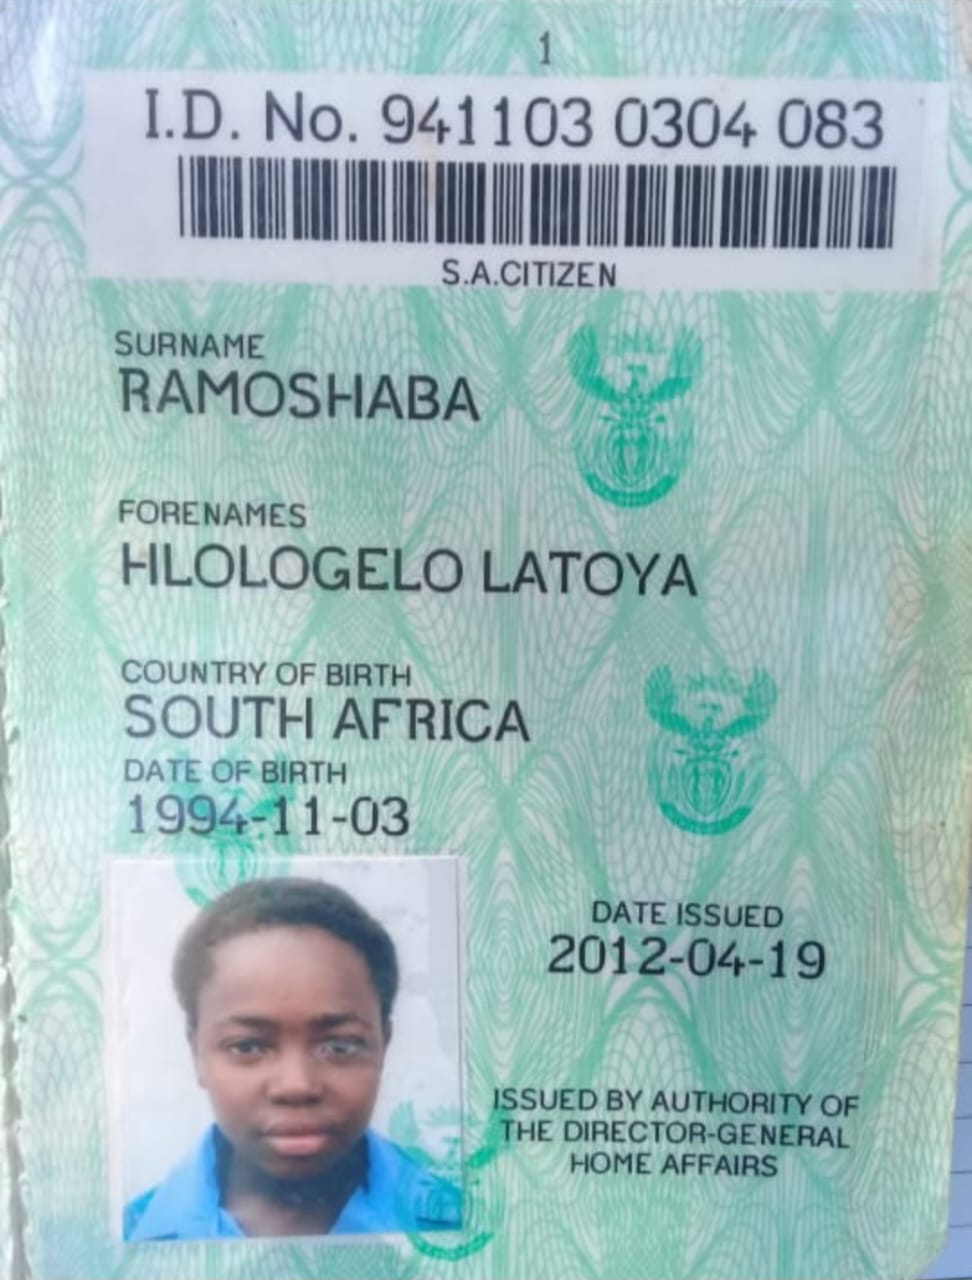 1
I.D. No. 941103 0304 083
S.A.CITIZEN
SURNAME
RAMOSHABA
FORENAMES
HLOLOGELO LATOYA
COUNTRY OF BIRTH
SOUTH AFRICA
DATE OF BIRTH
1994-11-03
DATE ISSUED
2012-04-19
ISSUED BY AUTHORITY OF
THE DIRECTOR-GENERAL
HOME AFFAIRS